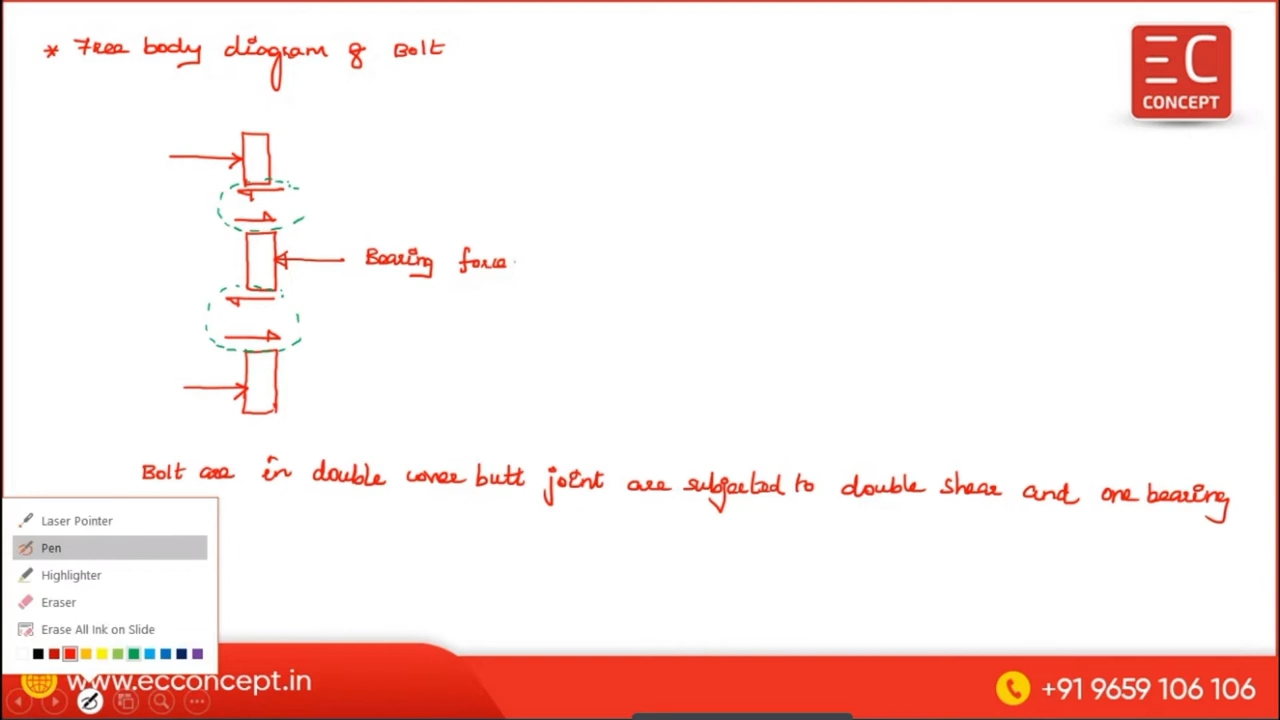 * Free body diagram of Bolt
EC
CONCEPT
Bearing force
Bolt are in double cover butt joint are subjected to double shear and one bearing
Laser Pointer
Pen
Highlighter
Eraser
Erase All Ink on Slide
www.ecconcept.in
+91 9659 106 106